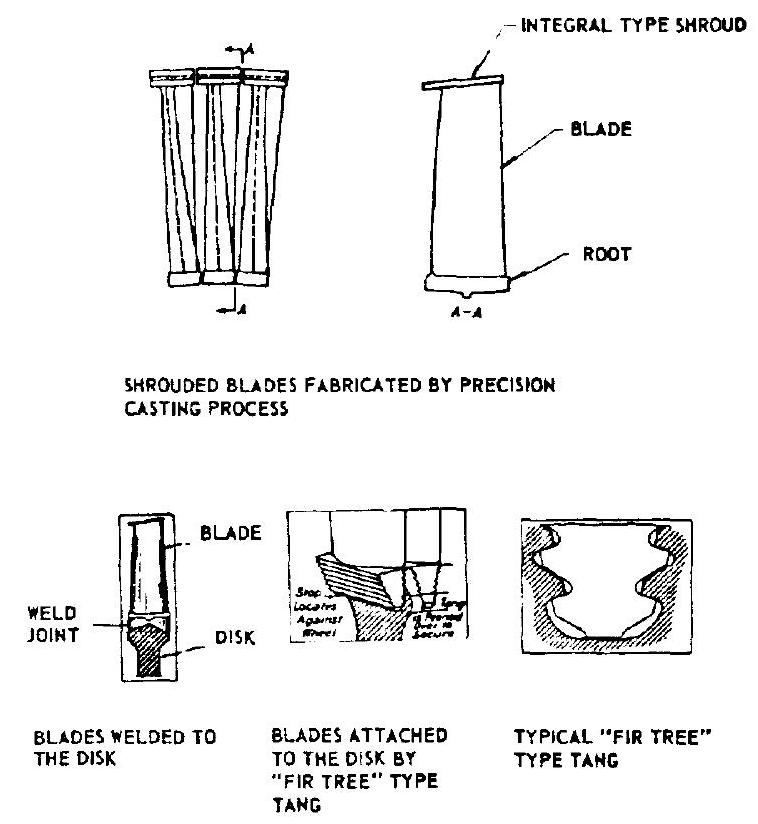 A
INTEGRAL TYPE SHROUD
BLADE
ROOT
A
A-A
SHROUDED BLADES FABRICATED BY PRECISION
CASTING PROCESS
BLADE
WELD
JOINT
DISK
Stop
Locates
Against
Wheel
Tang
is Peened
Over to
Secure
BLADES WELDED TO
THE DISK
BLADES ATTACHED
TO THE DISK BY
"FIR TREE" TYPE
TANG
TYPICAL "FIR TREE"
TYPE TANG